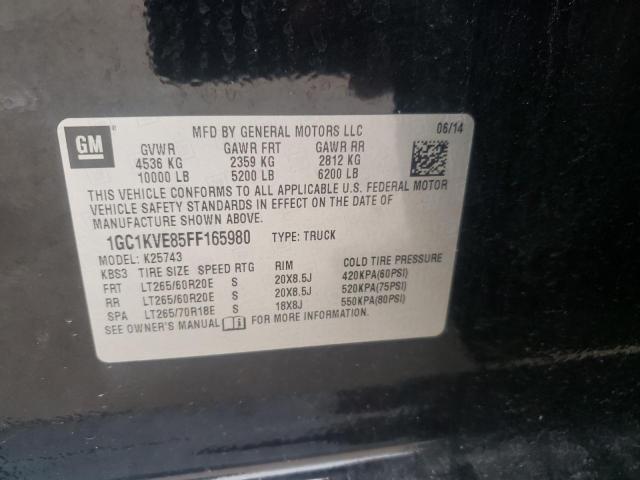 GM ®
MFD BY GENERAL MOTORS LLC 06/14
GVWR GAWR FRT GAWR RR
4536 KG 2359 KG 2812 KG
10000 LB 5200 LB 6200 LB
THIS VEHICLE CONFORMS TO ALL APPLICABLE U.S. FEDERAL MOTOR
VEHICLE SAFETY STANDARDS IN EFFECT ON THE DATE OF
MANUFACTURE SHOWN ABOVE.
1GC1KVE85FF165980 TYPE: TRUCK
MODEL: K25743
KBS3 TIRE SIZE SPEED RTG RIM COLD TIRE PRESSURE
FRT LT265/60R20E S 20X8.5J 420KPA(60PSI)
RR LT265/60R20E S 20X8.5J 520KPA(75PSI)
SPA LT265/70R18E S 18X8J 550KPA(80PSI)
SEE OWNER'S MANUAL FOR MORE INFORMATION.